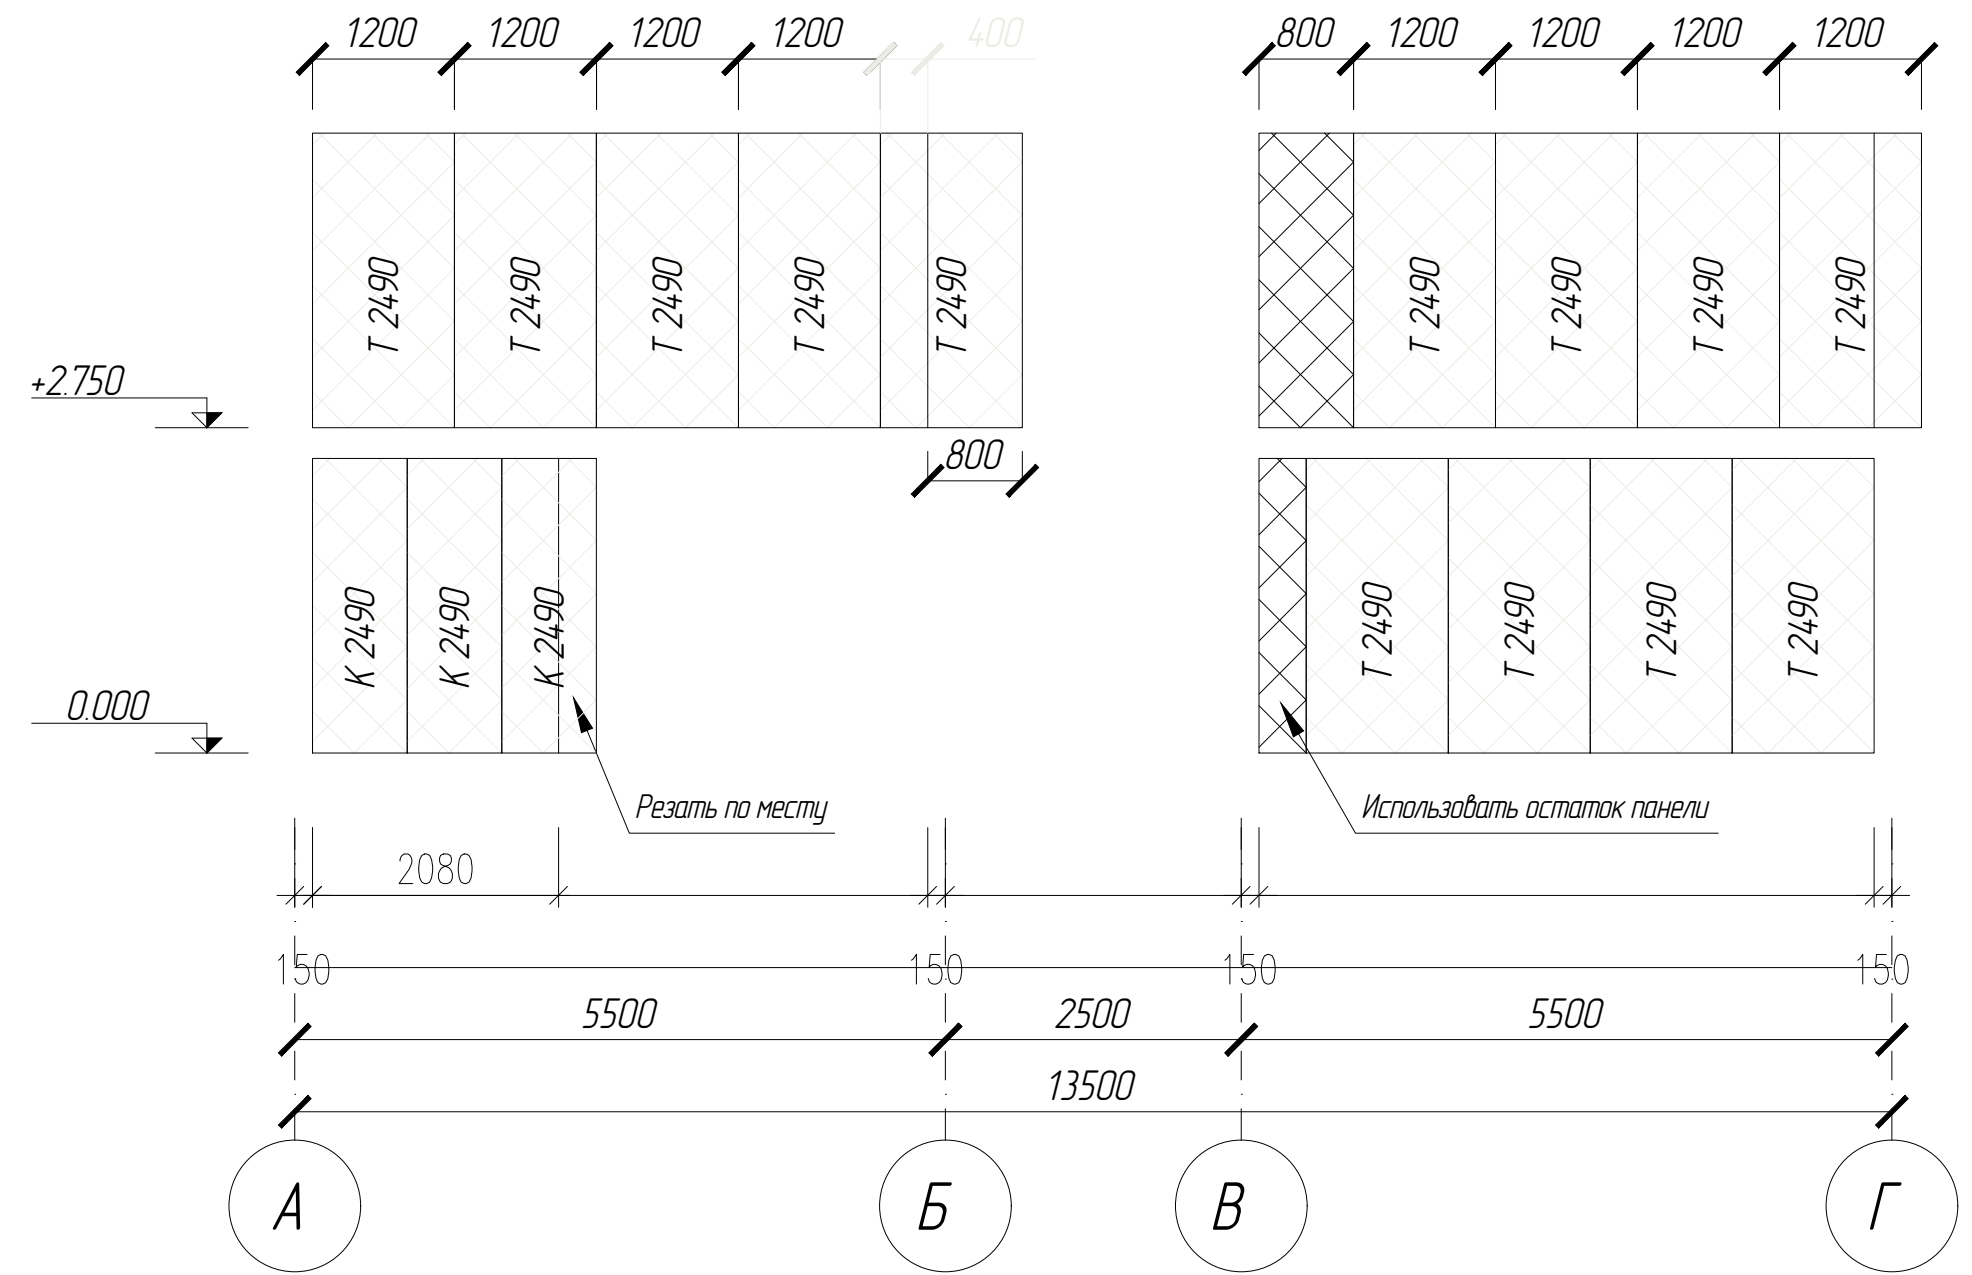 1200 1200 1200 1200 400 800 1200 1200 1200 1200
Т 2490 Т 2490 Т 2490 Т 2490 Т 2490 Т 2490 Т 2490 Т 2490 Т 2490
+2.750
800
К 2490 К 2490 К 2490 Т 2490 Т 2490 Т 2490 Т 2490
0.000
Резать по месту
Использовать остаток панели
2080
150 150 150 150
5500 2500 5500
13500
А Б В Г